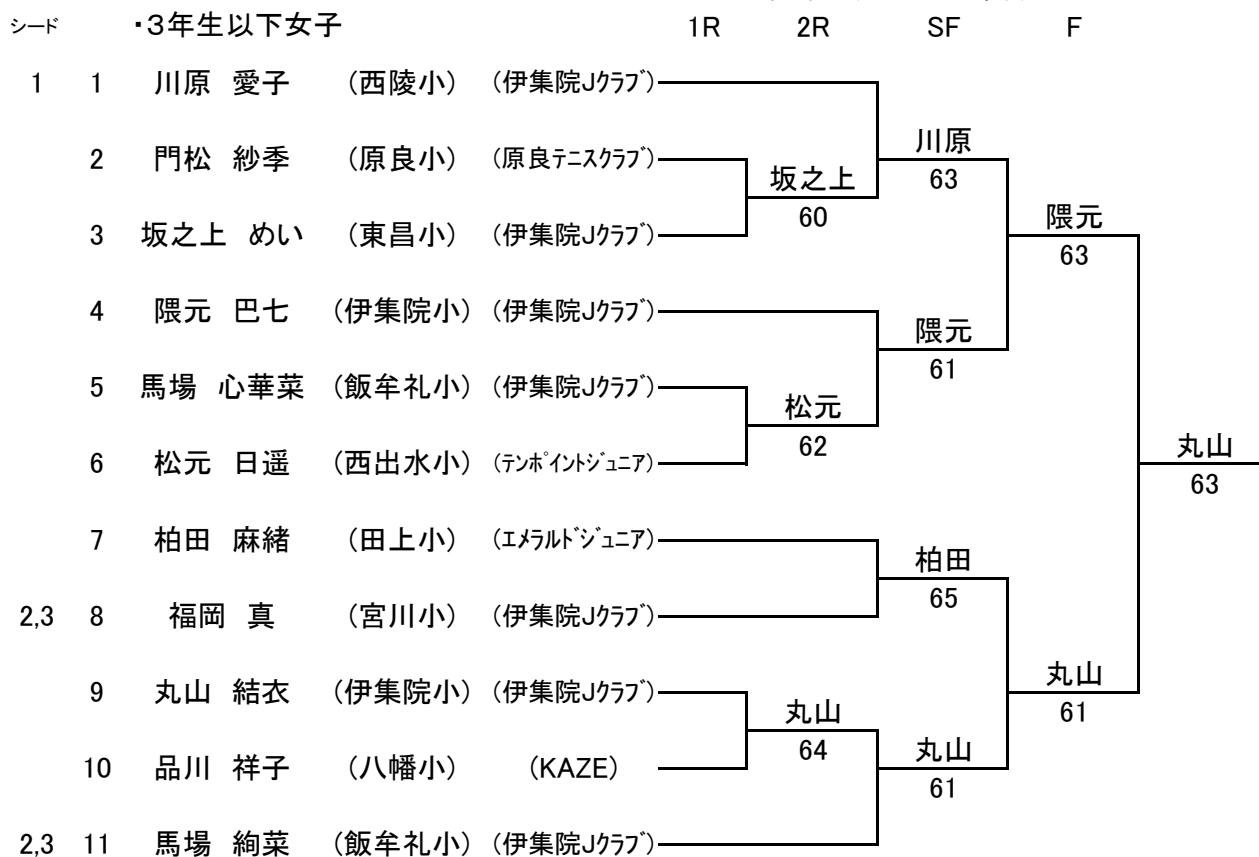 シード ・3年生以下女子 1R 2R SF F
1 1 川原 愛子 (西陵小) (伊集院Jクラブ)
川原
2 門松 紗季 (原良小) (原良テニスクラブ)
坂之上 63
60 隈元
3 坂之上 めい (東昌小) (伊集院Jクラブ)
63
4 隈元 巴七 (伊集院小) (伊集院Jクラブ)
隈元
61
5 馬場 心華菜 (飯牟礼小) (伊集院Jクラブ)
松元
62 丸山
6 松元 日遥 (西出水小) (テンポイントジュニア)
63
7 柏田 麻緒 (田上小) (エメラルドジュニア)
柏田
65
2,3 8 福岡 真 (宮川小) (伊集院Jクラブ)
丸山
9 丸山 結衣 (伊集院小) (伊集院Jクラブ)
丸山 61
64 丸山
10 品川 祥子 (八幡小) (KAZE)
61
2,3 11 馬場 絢菜 (飯牟礼小) (伊集院Jクラブ)